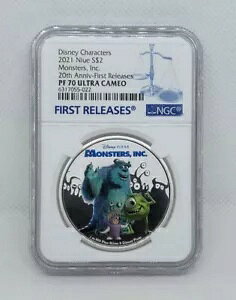 Disney Characters
2021 Niue S$2
Monsters, Inc.
20th Anniv-First Releases
PF 70 ULTRA CAMEO
6317055-022
FIRST RELEASES®
NGC®
DISNEY·PIXAR
MONSTERS, INC.